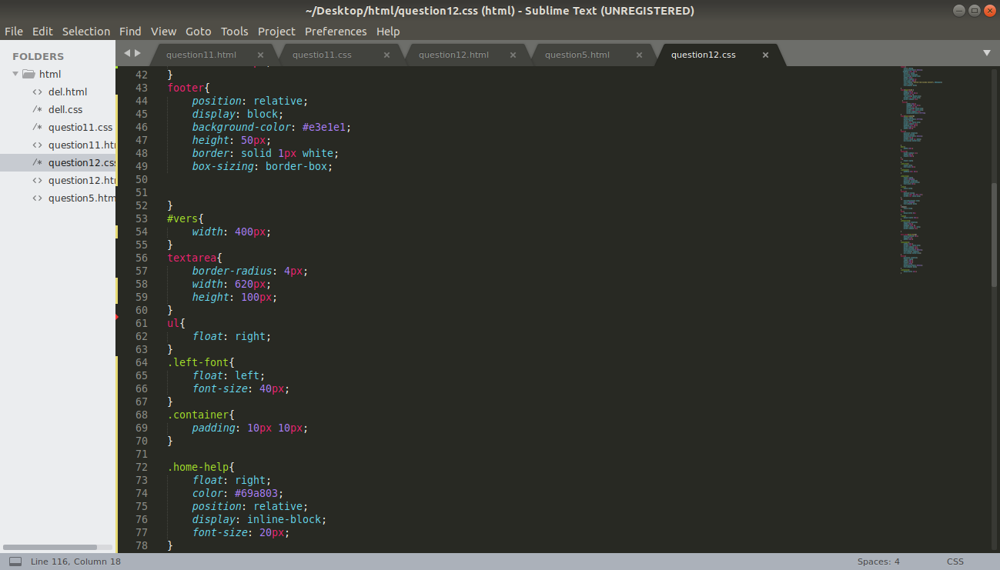 ~/Desktop/html/question12.css (html) - Sublime Text (UNREGISTERED)
File Edit Selection Find View Goto Tools Project Preferences Help
FOLDERS
html
<> del.html
/* dell.css
/* questio11.css
<> question11.htm
/* question12.css
<> question12.htm
<> question5.htm
question11.html × questio11.css × question12.html × question5.html × question12.css ×
42 }
43 footer{
44 position: relative;
45 display: block;
46 background-color: #e3e1e1;
47 height: 50px;
48 border: solid 1px white;
49 box-sizing: border-box;
50
51
52 }
53 #vers{
54 width: 400px;
55 }
56 textarea{
57 border-radius: 4px;
58 width: 620px;
59 height: 100px;
60 }
61 ul{
62 float: right;
63 }
64 .left-font{
65 float: left;
66 font-size: 40px;
67 }
68 .container{
69 padding: 10px 10px;
70 }
71
72 .home-help{
73 float: right;
74 color: #69a803;
75 position: relative;
76 display: inline-block;
77 font-size: 20px;
78 }
Line 116, Column 18 Spaces: 4 CSS